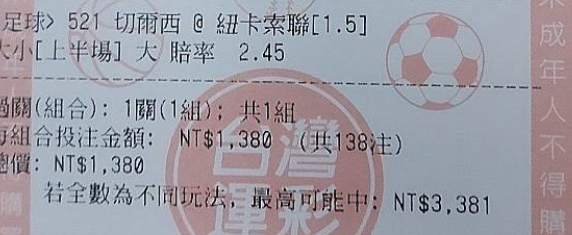 足球> 521 切爾西 @ 紐卡索聯[1.5]
大小[上半場] 大 賠率 2.45
過關(組合): 1關(1組); 共1組
每組合投注金額: NT$1,380 (共138注)
總價: NT$1,380
若全數為不同玩法, 最高可能中: NT$3,381
台灣
運彩
未成年人不得購